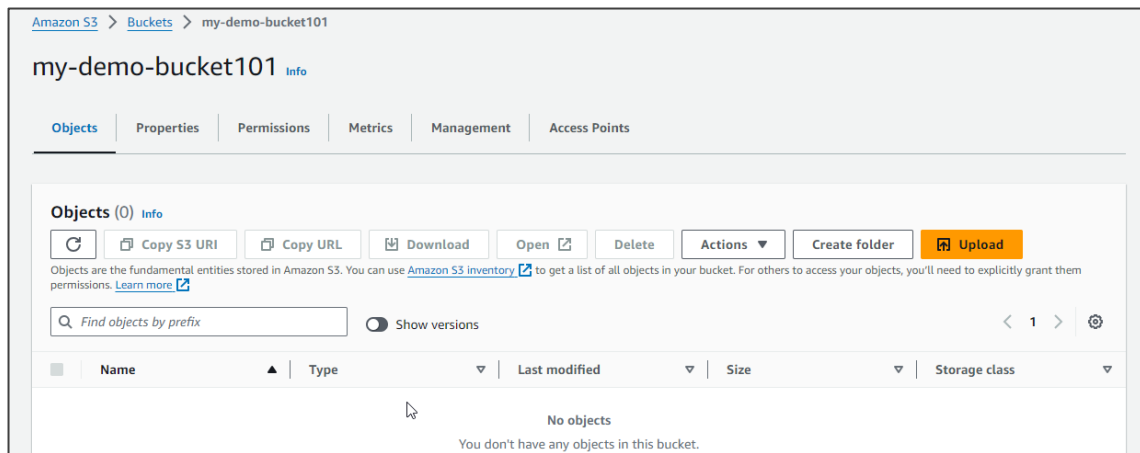 Amazon S3 > Buckets > my-demo-bucket101
my-demo-bucket101 Info
Objects Properties Permissions Metrics Management Access Points
Objects (0) Info
Copy S3 URI Copy URL Download Open Delete Actions ▼ Create folder Upload
Objects are the fundamental entities stored in Amazon S3. You can use Amazon S3 inventory to get a list of all objects in your bucket. For others to access your objects, you'll need to explicitly grant them
permissions. Learn more
Find objects by prefix Show versions < 1 >
Name Type Last modified Size Storage class
No objects
You don't have any objects in this bucket.